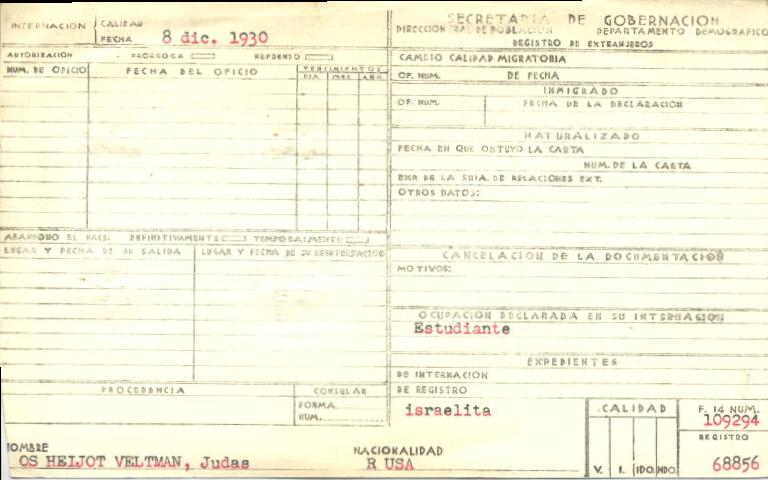 INTERNACION CALIDAD
FECHA 8 dic. 1930
AUTORIZACION PRORROGA REFRENDO
NUM. DE OFICIO FECHA DEL OFICIO VENCIMIENTOS
DIA MES AÑO
ABANDONO EL PAIS: DEFINITIVAMENTE TEMPORALMENTE
LUGAR Y FECHA DE SU SALIDA LUGAR Y FECHA DE SU REINTERNACION
PROCEDENCIA CONSULAR
FORMA
NUM.
SECRETARIA DE GOBERNACION
DIRECCION GRAL DE POBLACION DEPARTAMENTO DEMOGRAFICO
REGISTRO DE EXTRANJEROS
CAMBIO CALIDAD MIGRATORIA
OF. NUM. DE FECHA
INMIGRADO
OF. NUM. FECHA DE LA DECLARACION
NATURALIZADO
FECHA EN QUE OBTUVO LA CARTA
NUM. DE LA CARTA
EXP. DE LA SRIA. DE RELACIONES EXT.
OTROS DATOS:
CANCELACION DE LA DOCUMENTACION
MOTIVOS:
OCUPACION DECLARADA EN SU INTERNACION
Estudiante
EXPEDIENTES
DE INTERNACION
DE REGISTRO
israelita
CALIDAD
V. I. IDO. NDO.
F. 14 NUM.
109294
REGISTRO
68856
NOMBRE NACIONALIDAD
OS HEIJOT VELTMAN, Judas R USA